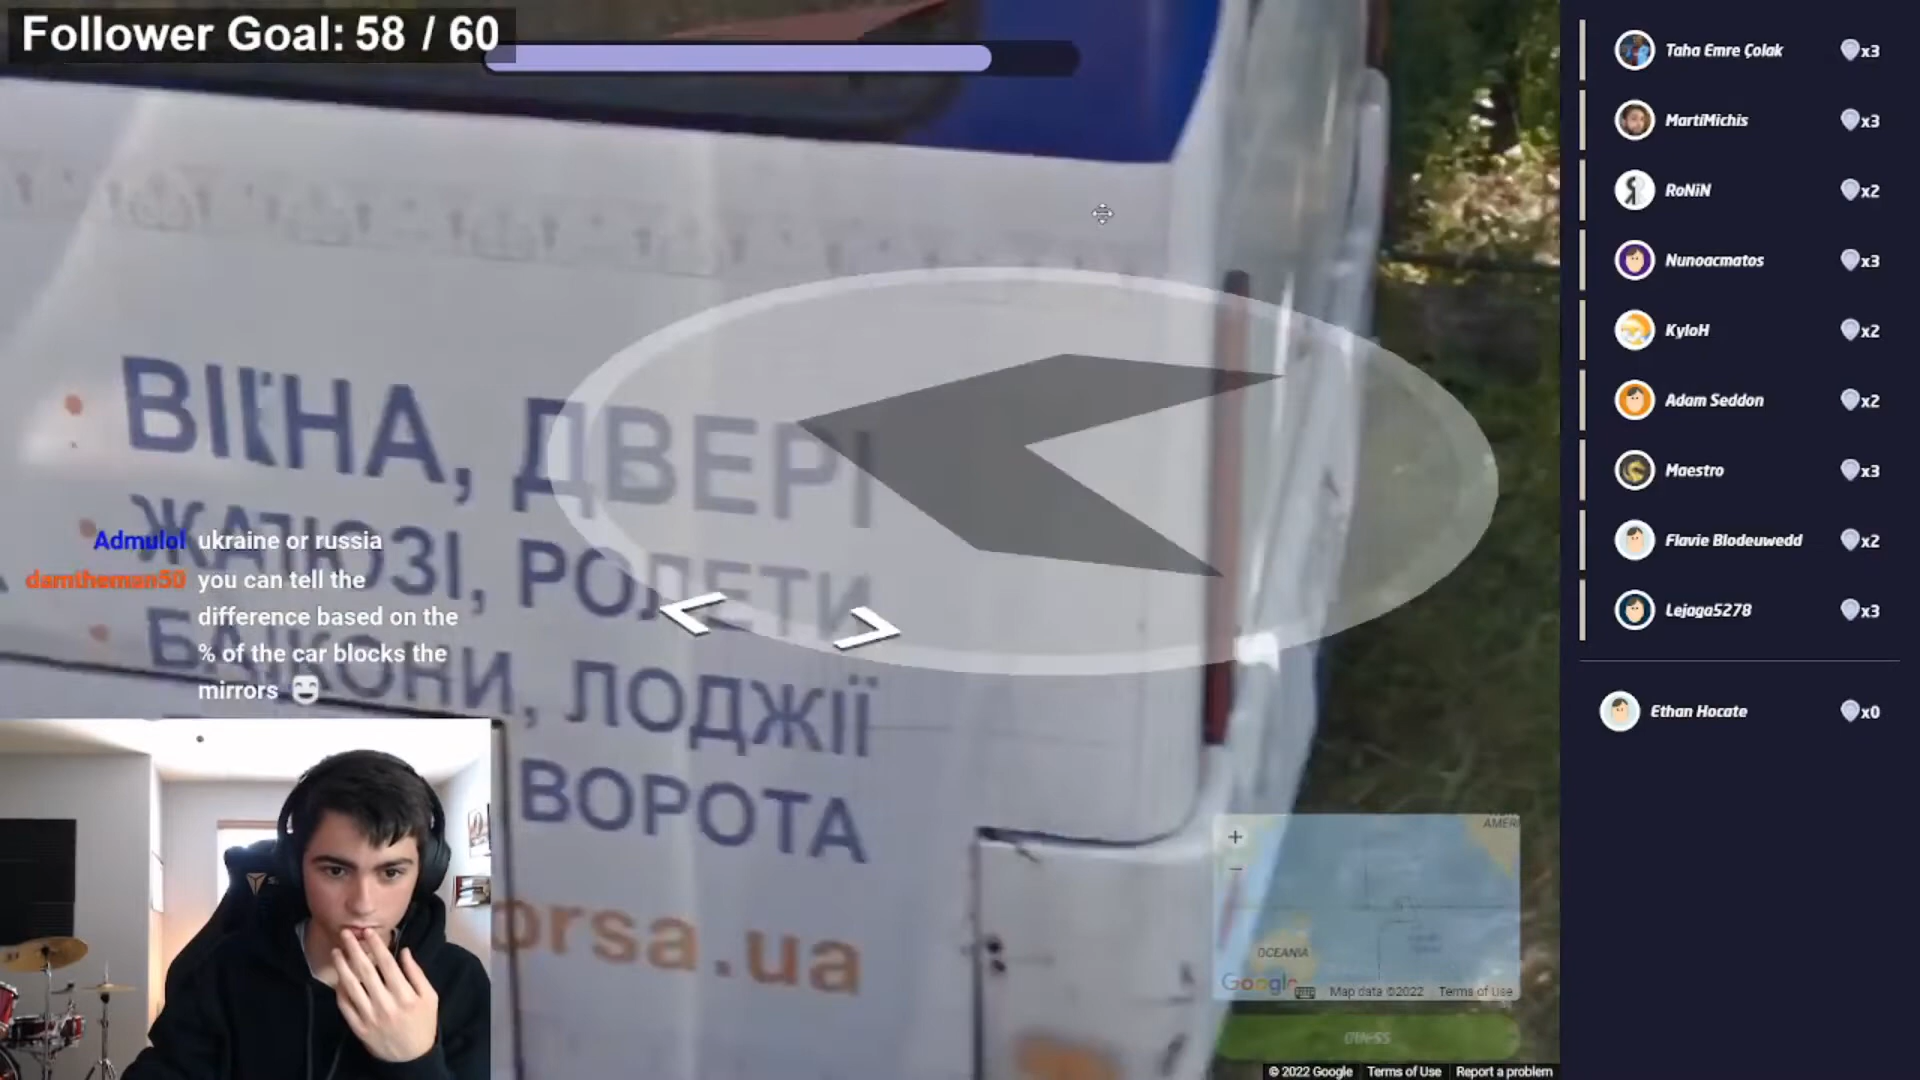 Follower Goal: 58 / 60
ВІКНА, ДВЕРІ
ЖАЛЮЗІ, РОЛЕТИ
БАЛКОНИ, ЛОДЖІЇ
ВОРОТА
orsa.ua
Admulol ukraine or russia
damtheman50 you can tell the
difference based on the
% of the car blocks the
mirrors
Taha Emre Çolak x3
MartiMichis x3
RoNiN x2
Nunoacmatos x3
KyloH x2
Adam Seddon x2
Maestro x3
Flavie Blodeuwedd x2
Lejaga5278 x3
Ethan Hocate x0
OCEANIA
Google
Map data ©2022 Terms of Use
GUESS
© 2022 Google Terms of Use Report a problem